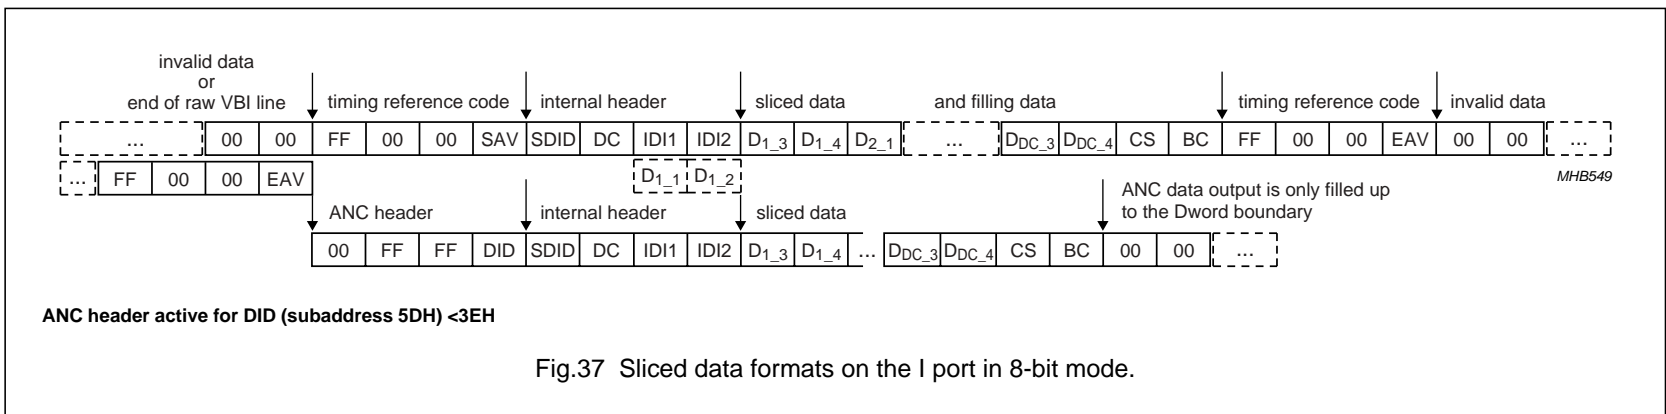 invalid data
or
end of raw VBI line
timing reference code
internal header
sliced data
and filling data
timing reference code
invalid data
... 00 00 FF 00 00 SAV SDID DC IDI1 IDI2 D1_3 D1_4 D2_1 ... DDC_3 DDC_4 CS BC FF 00 00 EAV 00 00 ...
... FF 00 00 EAV D1_1 D1_2
MHB549
ANC header
internal header
sliced data
ANC data output is only filled up
to the Dword boundary
00 FF FF DID SDID DC IDI1 IDI2 D1_3 D1_4 ... DDC_3 DDC_4 CS BC 00 00 ...
ANC header active for DID (subaddress 5DH) <3EH
Fig.37 Sliced data formats on the I port in 8-bit mode.